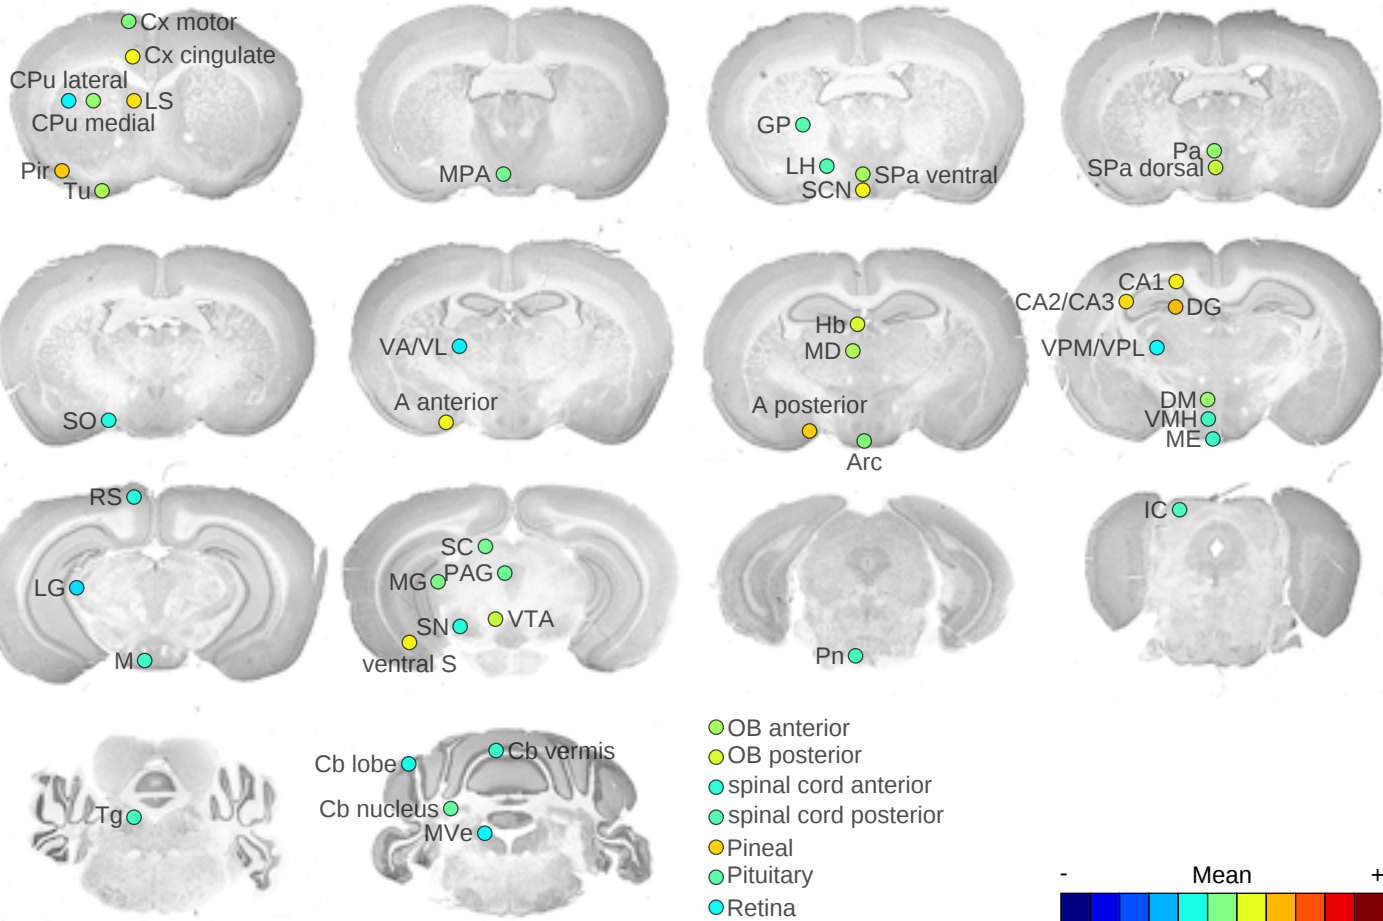 Cx motor
Cx cingulate
CPu lateral
LS
CPu medial
Pir
Tu
MPA
GP
LH
SPa ventral
SCN
Pa
SPa dorsal
SO
VA/VL
A anterior
Hb
MD
A posterior
Arc
CA1
CA2/CA3
DG
VPM/VPL
DM
VMH
ME
RS
LG
M
SC
PAG
MG
VTA
SN
ventral S
Pn
IC
Tg
Cb vermis
Cb lobe
Cb nucleus
MVe
OB anterior
OB posterior
spinal cord anterior
spinal cord posterior
Pineal
Pituitary
Retina
- Mean +